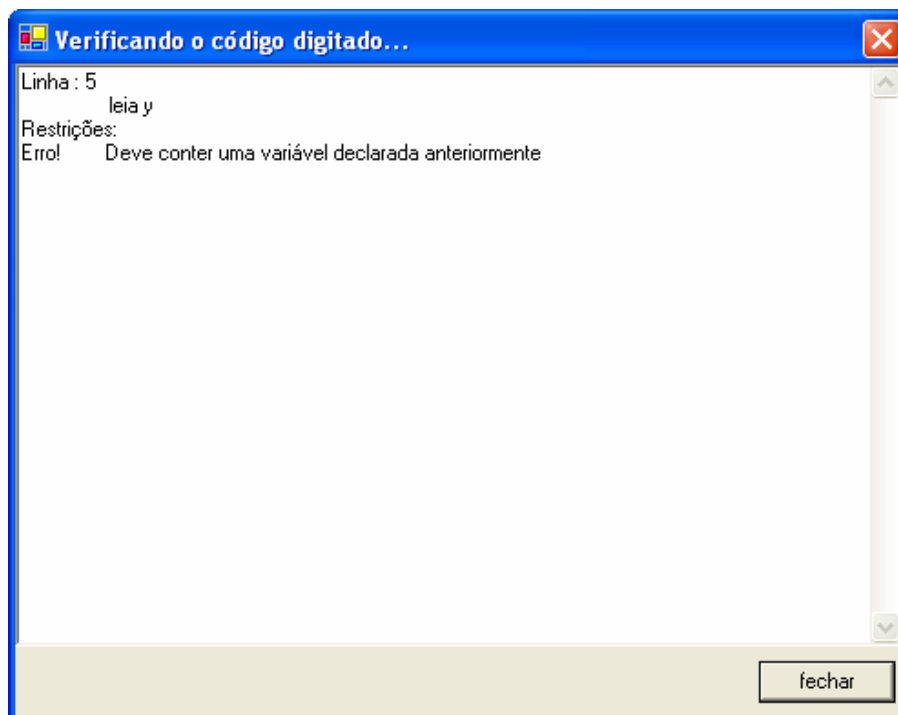 Verificando o código digitado...
Linha : 5
leia y
Restrições:
Erro! Deve conter uma variável declarada anteriormente
fechar